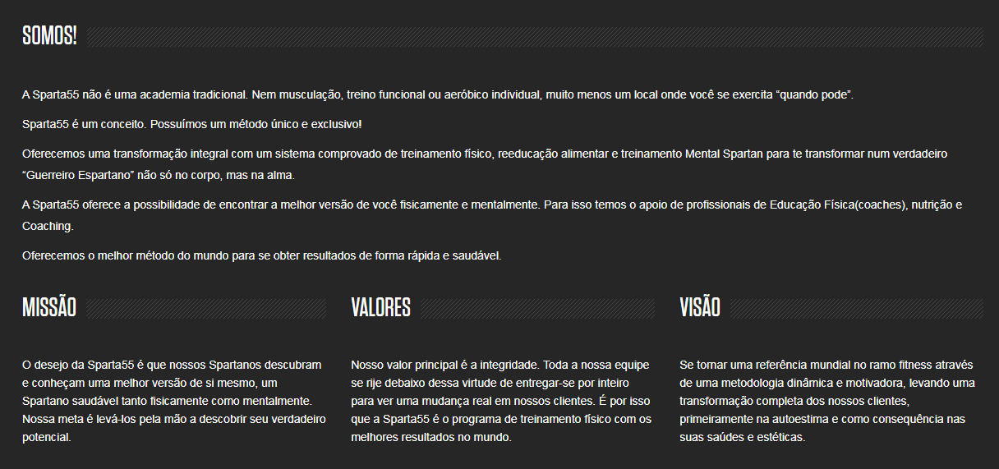 SOMOS!
A Sparta55 não é uma academia tradicional. Nem musculação, treino funcional ou aeróbico individual, muito menos um local onde você se exercita “quando pode”.
Sparta55 é um conceito. Possuímos um método único e exclusivo!
Oferecemos uma transformação integral com um sistema comprovado de treinamento físico, reeducação alimentar e treinamento Mental Spartan para te transformar num verdadeiro
“Guerreiro Espartano” não só no corpo, mas na alma.
A Sparta55 oferece a possibilidade de encontrar a melhor versão de você fisicamente e mentalmente. Para isso temos o apoio de profissionais de Educação Física(coaches), nutrição e
Coaching.
Oferecemos o melhor método do mundo para se obter resultados de forma rápida e saudável.
MISSÃO
O desejo da Sparta55 é que nossos Spartanos descubram
e conheçam uma melhor versão de si mesmo, um
Spartano saudável tanto fisicamente como mentalmente.
Nossa meta é levá-los pela mão a descobrir seu verdadeiro
potencial.
VALORES
Nosso valor principal é a integridade. Toda a nossa equipe
se rije debaixo dessa virtude de entregar-se por inteiro
para ver uma mudança real em nossos clientes. É por isso
que a Sparta55 é o programa de treinamento físico com os
melhores resultados no mundo.
VISÃO
Se tornar uma referência mundial no ramo fitness através
de uma metodologia dinâmica e motivadora, levando uma
transformação completa dos nossos clientes,
primeiramente na autoestima e como consequência nas
suas saúdes e estéticas.